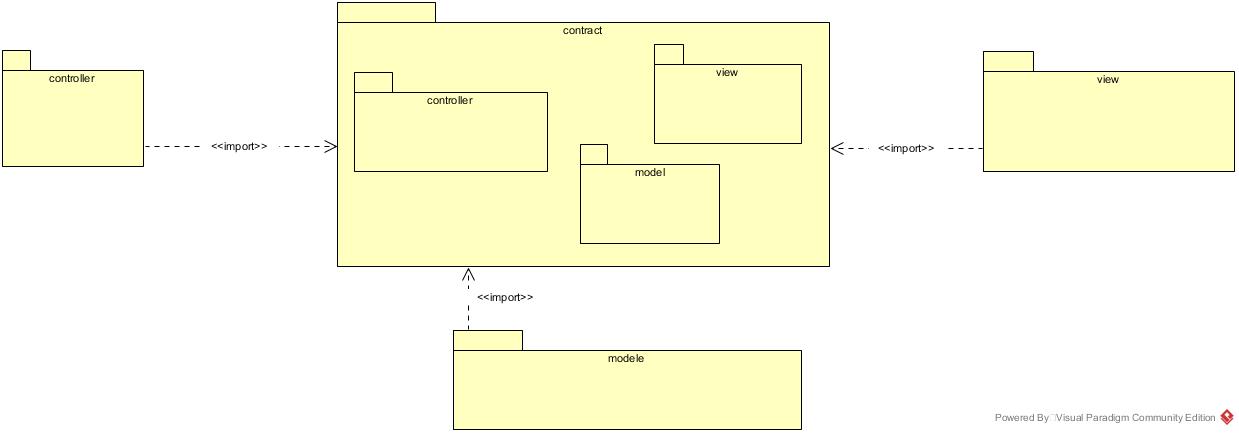 contract
view
controller
controller
view
<<import>>
<<import>>
model
<<import>>
modele
Powered By Visual Paradigm Community Edition